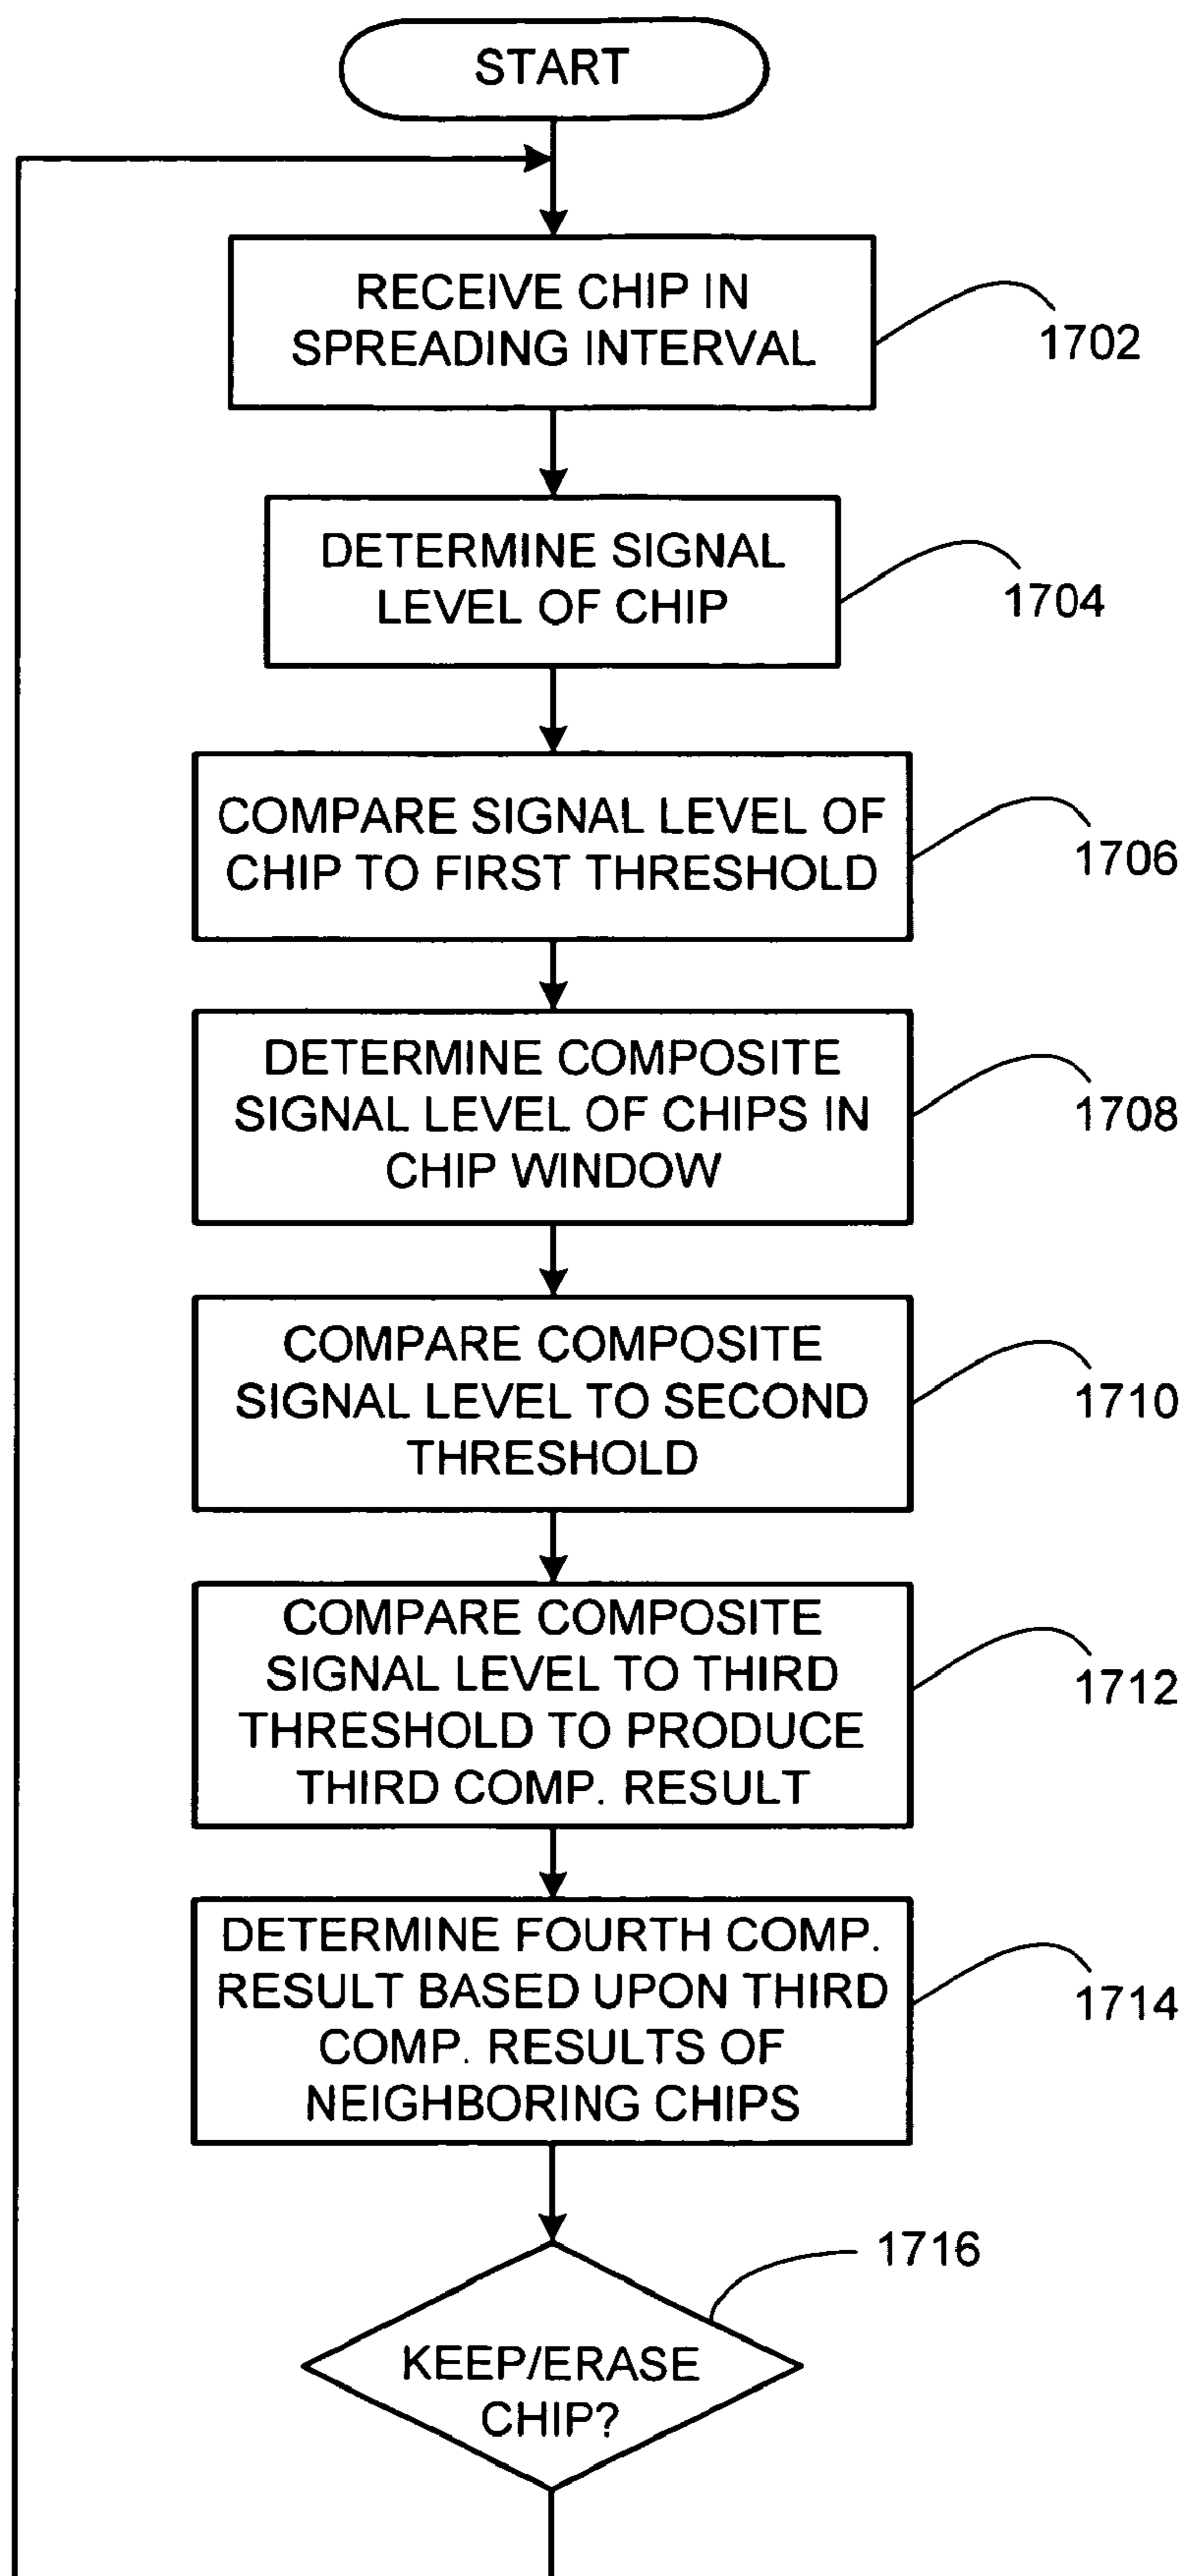 START
RECEIVE CHIP IN
SPREADING INTERVAL
1702
DETERMINE SIGNAL
LEVEL OF CHIP
1704
COMPARE SIGNAL LEVEL OF
CHIP TO FIRST THRESHOLD
1706
DETERMINE COMPOSITE
SIGNAL LEVEL OF CHIPS IN
CHIP WINDOW
1708
COMPARE COMPOSITE
SIGNAL LEVEL TO SECOND
THRESHOLD
1710
COMPARE COMPOSITE
SIGNAL LEVEL TO THIRD
THRESHOLD TO PRODUCE
THIRD COMP. RESULT
1712
DETERMINE FOURTH COMP.
RESULT BASED UPON THIRD
COMP. RESULTS OF
NEIGHBORING CHIPS
1714
1716
KEEP/ERASE
CHIP?